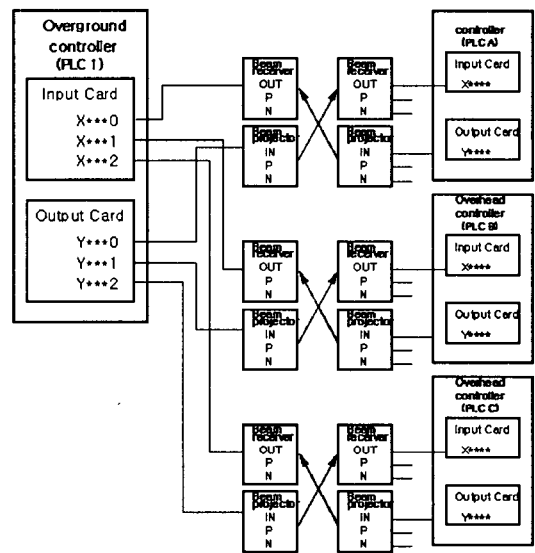 Overground
controller
(PLC 1)
Input Card
X***0
X***1
X***2
Output Card
Y***0
Y***1
Y***2
Beam
receiver
OUT
P
N
Beam
projector
IN
P
N
Beam
receiver
OUT
P
N
Beam
projector
IN
P
N
controller
(PLC A)
Input Card
X****
Output Card
Y****
Beam
receiver
OUT
P
N
Beam
projector
IN
P
N
Beam
receiver
OUT
P
N
Beam
projector
IN
P
N
Overhead
controller
(PLC B)
Input Card
X****
Output Card
Y****
Beam
receiver
OUT
P
N
Beam
projector
IN
P
N
Beam
receiver
OUT
P
N
Beam
projector
IN
P
N
Overhead
controller
(PLC C)
Input Card
X****
Output Card
Y****